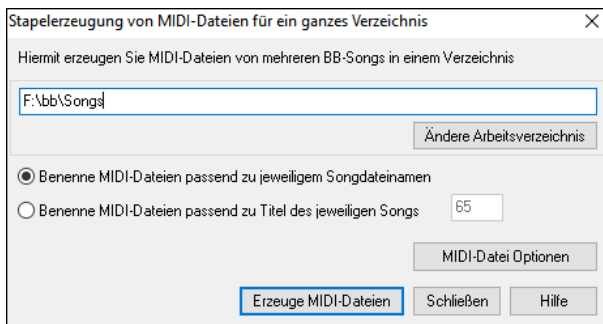 Stapelerzeugung von MIDI-Dateien für ein ganzes Verzeichnis
Hiermit erzeugen Sie MIDI-Dateien von mehreren BB-Songs in einem Verzeichnis
F:\bb\Songs
Ändere Arbeitsverzeichnis
Benenne MIDI-Dateien passend zu jeweiligem Songdateinamen
Benenne MIDI-Dateien passend zu Titel des jeweiligen Songs 65
MIDI-Datei Optionen
Erzeuge MIDI-Dateien Schließen Hilfe